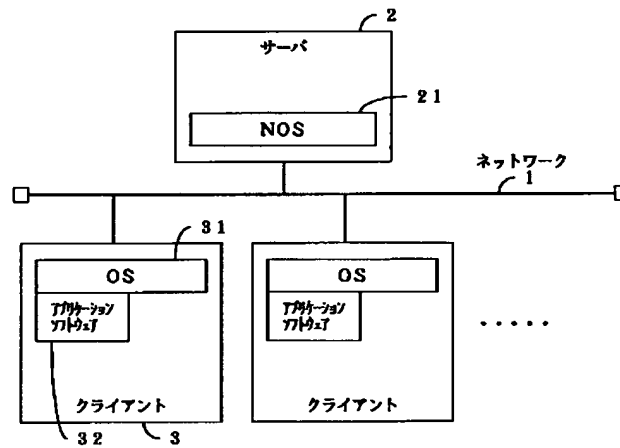 2
サーバ
21
NOS
ネットワーク
1
31
OS
アプリケーション
ソフトウェア
クライアント
32
3
OS
アプリケーション
ソフトウェア
クライアント
.....